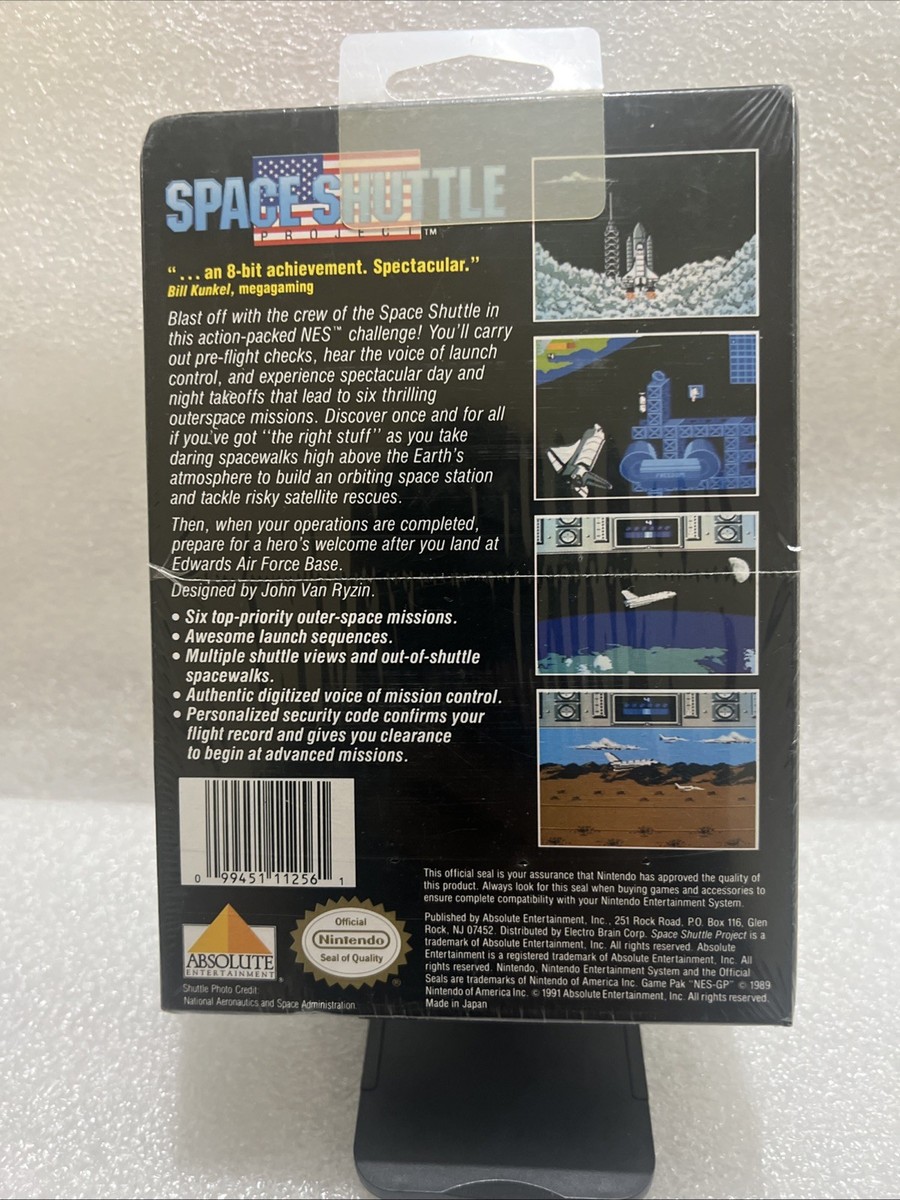 SPACE SHUTTLE
PROJECT™
“... an 8-bit achievement. Spectacular.”
Bill Kunkel, megagaming
Blast off with the crew of the Space Shuttle in
this action-packed NES™ challenge! You'll carry
out pre-flight checks, hear the voice of launch
control, and experience spectacular day and
night takeoffs that lead to six thrilling
outerspace missions. Discover once and for all
if you've got “the right stuff” as you take
daring spacewalks high above the Earth's
atmosphere to build an orbiting space station
and tackle risky satellite rescues.
Then, when your operations are completed,
prepare for a hero's welcome after you land at
Edwards Air Force Base.
Designed by John Van Ryzin.
• Six top-priority outer-space missions.
• Awesome launch sequences.
• Multiple shuttle views and out-of-shuttle
spacewalks.
• Authentic digitized voice of mission control.
• Personalized security code confirms your
flight record and gives you clearance
to begin at advanced missions.
0 99451 11256 1
ABSOLUTE
ENTERTAINMENT®
Official
Nintendo
Seal of Quality
®
Shuttle Photo Credit:
National Aeronautics and Space Administration.
This official seal is your assurance that Nintendo has approved the quality of
this product. Always look for this seal when buying games and accessories to
ensure complete compatibility with your Nintendo Entertainment System.
Published by Absolute Entertainment, Inc., 251 Rock Road, P.O. Box 116, Glen
Rock, NJ 07452. Distributed by Electro Brain Corp. Space Shuttle Project is a
trademark of Absolute Entertainment, Inc. All rights reserved. Absolute
Entertainment is a registered trademark of Absolute Entertainment, Inc. All
rights reserved. Nintendo, Nintendo Entertainment System and the Official
Seals are trademarks of Nintendo of America Inc. Game Pak “NES-GP” © 1989
Nintendo of America Inc. © 1991 Absolute Entertainment, Inc. All rights reserved.
Made in Japan